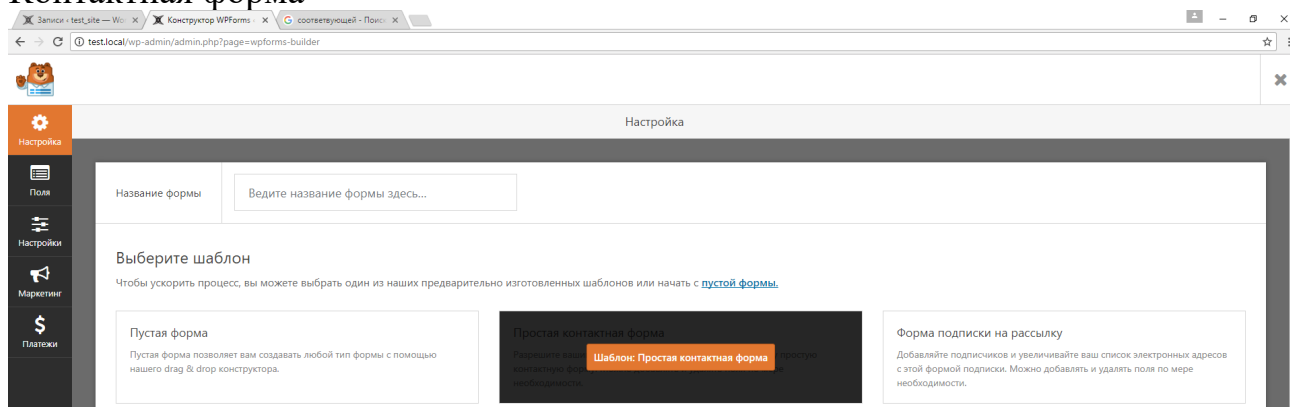 Контактная форма
Записи ‹ test_site — Wo
Конструктор WPForms ‹
соответвующей - Поис
test.local/wp-admin/admin.php?page=wpforms-builder
Настройка
Настройка
Поля
Название формы
Ведите название формы здесь...
Настройки
Выберите шаблон
Маркетинг
Чтобы ускорить процесс, вы можете выбрать один из наших предварительно изготовленных шаблонов или начать с пустой формы.
Платежи
Пустая форма
Пустая форма позволяет вам создавать любой тип формы с помощью
нашего drag & drop конструктора.
Простая контактная форма
Шаблон: Простая контактная форма
простую
контактную
необходимости.
Форма подписки на рассылку
Добавляйте подписчиков и увеличивайте ваш список электронных адресов
с этой формой подписки. Можно добавлять и удалять поля по мере
необходимости.